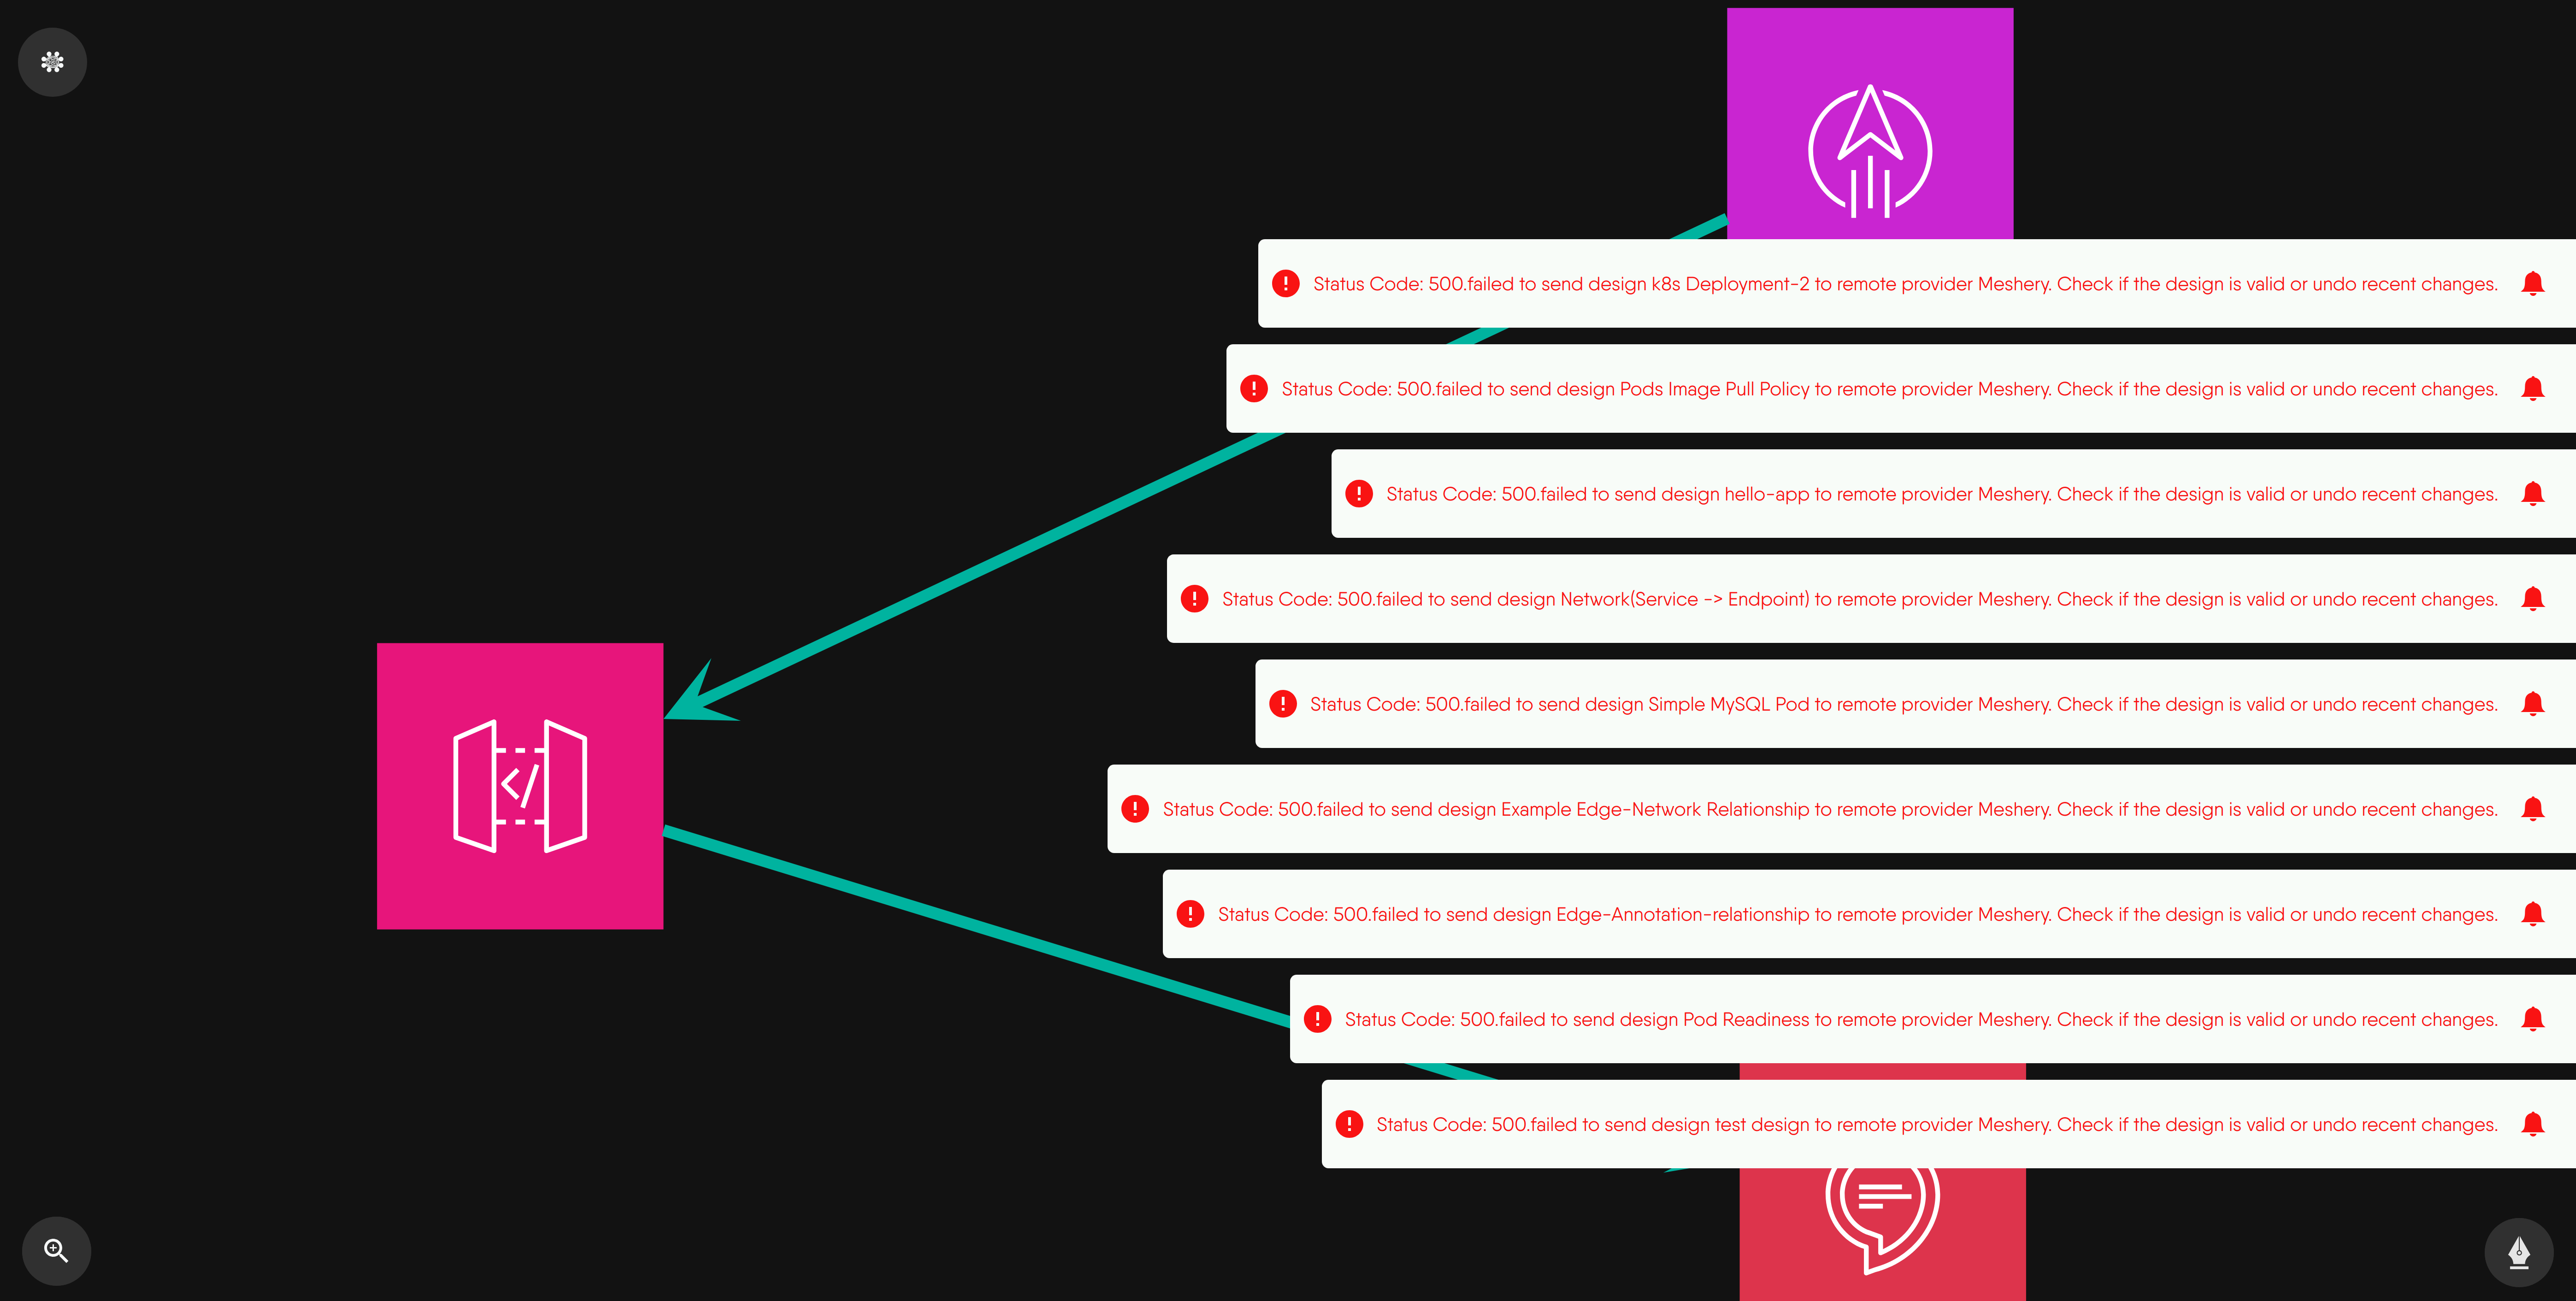 Status Code: 500.failed to send design k8s Deployment-2 to remote provider Meshery. Check if the design is valid or undo recent changes.
Status Code: 500.failed to send design Pods Image Pull Policy to remote provider Meshery. Check if the design is valid or undo recent changes.
Status Code: 500.failed to send design hello-app to remote provider Meshery. Check if the design is valid or undo recent changes.
Status Code: 500.failed to send design Network(Service -> Endpoint) to remote provider Meshery. Check if the design is valid or undo recent changes.
Status Code: 500.failed to send design Simple MySQL Pod to remote provider Meshery. Check if the design is valid or undo recent changes.
Status Code: 500.failed to send design Example Edge-Network Relationship to remote provider Meshery. Check if the design is valid or undo recent changes.
Status Code: 500.failed to send design Edge-Annotation-relationship to remote provider Meshery. Check if the design is valid or undo recent changes.
Status Code: 500.failed to send design Pod Readiness to remote provider Meshery. Check if the design is valid or undo recent changes.
Status Code: 500.failed to send design test design to remote provider Meshery. Check if the design is valid or undo recent changes.